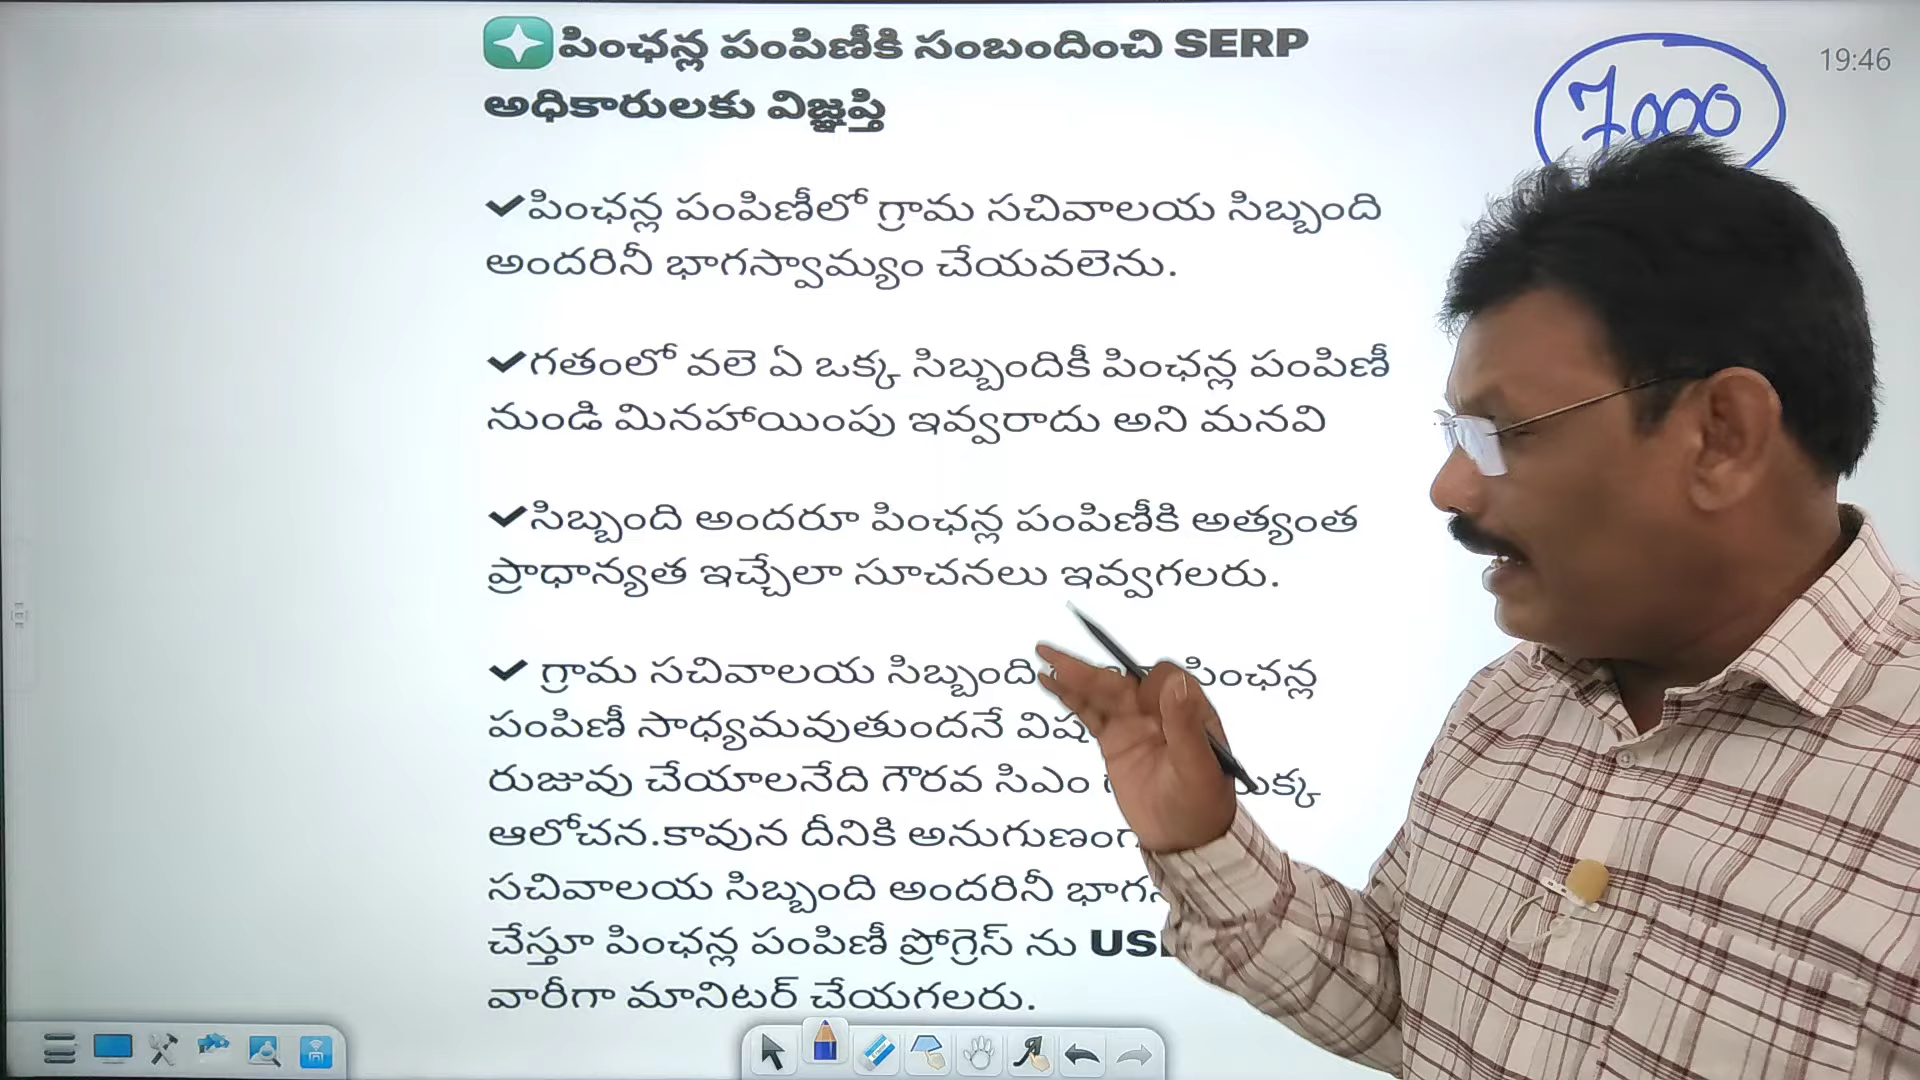 పింఛన్ల పంపిణీకి సంబందించి SERP
అధికారులకు విజ్ఞప్తి
7000
19:46
✔పింఛన్ల పంపిణీలో గ్రామ సచివాలయ సిబ్బంది
అందరినీ భాగస్వామ్యం చేయవలెను.
✔గతంలో వలె ఏ ఒక్క సిబ్బందికీ పింఛన్ల పంపిణీ
నుండి మినహాయింపు ఇవ్వరాదు అని మనవి
✔సిబ్బంది అందరూ పింఛన్ల పంపిణీకి అత్యంత
ప్రాధాన్యత ఇచ్చేలా సూచనలు ఇవ్వగలరు.
✔ గ్రామ సచివాలయ సిబ్బంది పింఛన్ల
పంపిణీ సాధ్యమవుతుందనే
రుజువు చేయాలనేది గౌరవ సిఎం
ఆలోచన.కావున దీనికి
సచివాలయ సిబ్బంది అందరినీ
చేస్తూ పింఛన్ల పంపిణీ ప్రోగ్రెస్ ను
వారీగా మానిటర్ చేయగలరు.